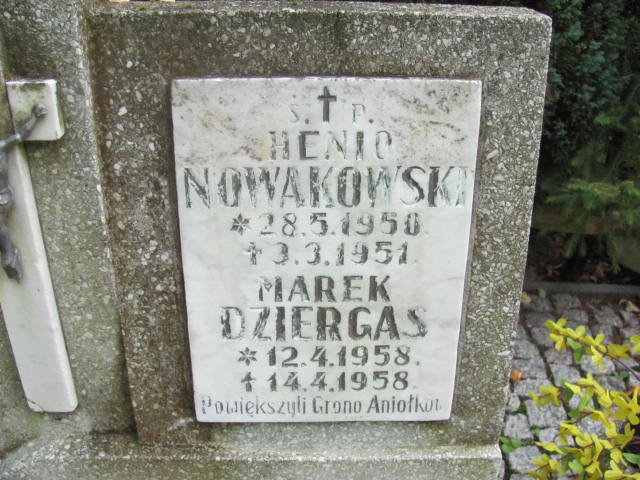 Ś. † P.
HENIO
NOWAKOWSKI
*28.5.1950.
†3.3.1951.
MAREK
DZIERGAS
*12.4.1958.
†14.4.1958.
Powiększyli Grono Aniołków